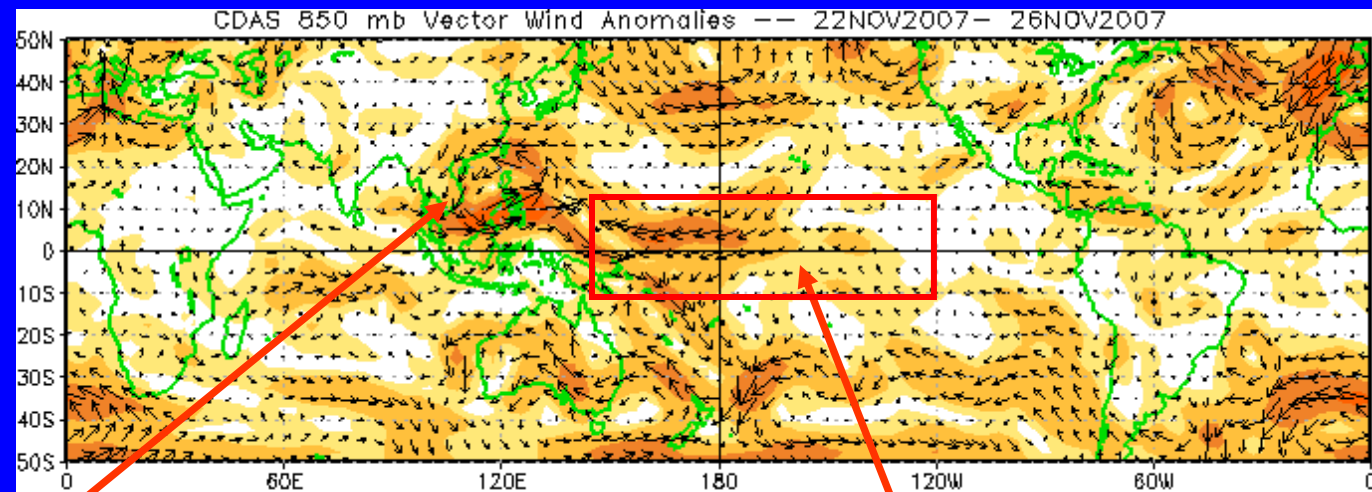 CDAS 850 mb Vector Wind Anomalies -- 22NOV2007- 26NOV2007
50N
40N
30N
20N
10N
0
10S
20S
30S
40S
50S
0 60E 120E 180 120W 60W 0